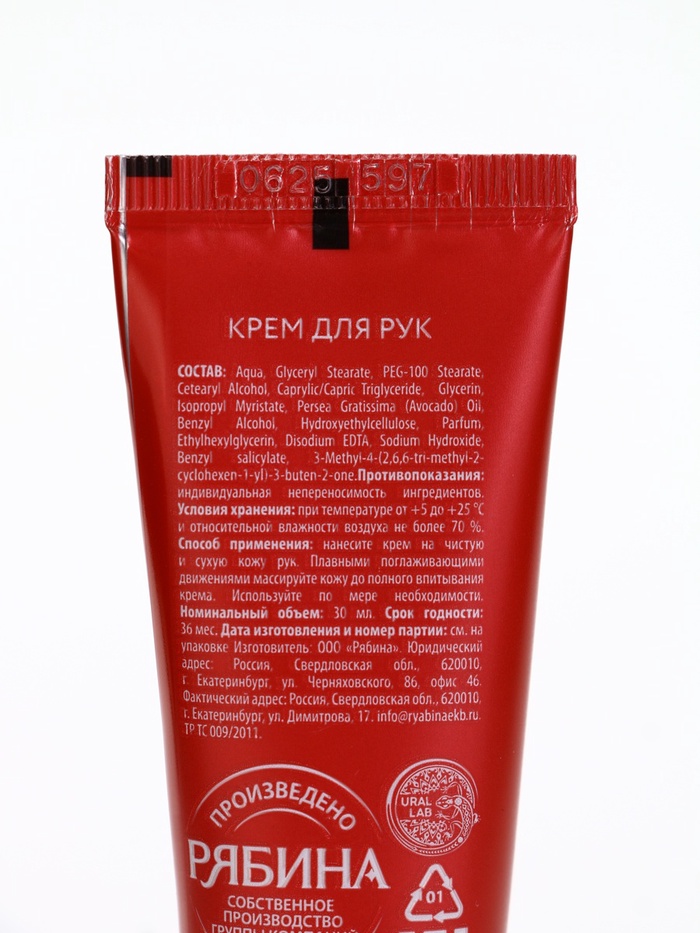 0625 597
КРЕМ ДЛЯ РУК
СОСТАВ: Aqua, Glyceryl Stearate, PEG-100 Stearate,
Cetearyl Alcohol, Caprylic/Capric Triglyceride, Glycerin,
Isopropyl Myristate, Persea Gratissima (Avocado) Oil,
Benzyl Alcohol, Hydroxyethylcellulose, Parfum,
Ethylhexylglycerin, Disodium EDTA, Sodium Hydroxide,
Benzyl salicylate, 3-Methyl-4-(2,6,6-tri-methyl-2-
cyclohexen-1-yl)-3-buten-2-one.Противопоказания:
индивидуальная непереносимость ингредиентов.
Условия хранения: при температуре от +5 до +25 °С
и относительной влажности воздуха не более 70 %.
Способ применения: нанесите крем на чистую
и сухую кожу рук. Плавными поглаживающими
движениями массируйте кожу до полного впитывания
крема. Используйте по мере необходимости.
Номинальный объем: 30 мл. Срок годности:
36 мес. Дата изготовления и номер партии: см. на
упаковке Изготовитель: ООО «Рябина». Юридический
адрес: Россия, Свердловская обл., 620010,
г. Екатеринбург, ул. Черняховского, 86, офис 46.
Фактический адрес: Россия, Свердловская обл., 620010,
г. Екатеринбург, ул. Димитрова, 17. info@ryabinaekb.ru.
ТР ТС 009/2011.
ПРОИЗВЕДЕНО
РЯБИНА
СОБСТВЕННОЕ
ПРОИЗВОДСТВО
ГРУППЫ КОМПАНИЙ
URAL
LAB
01